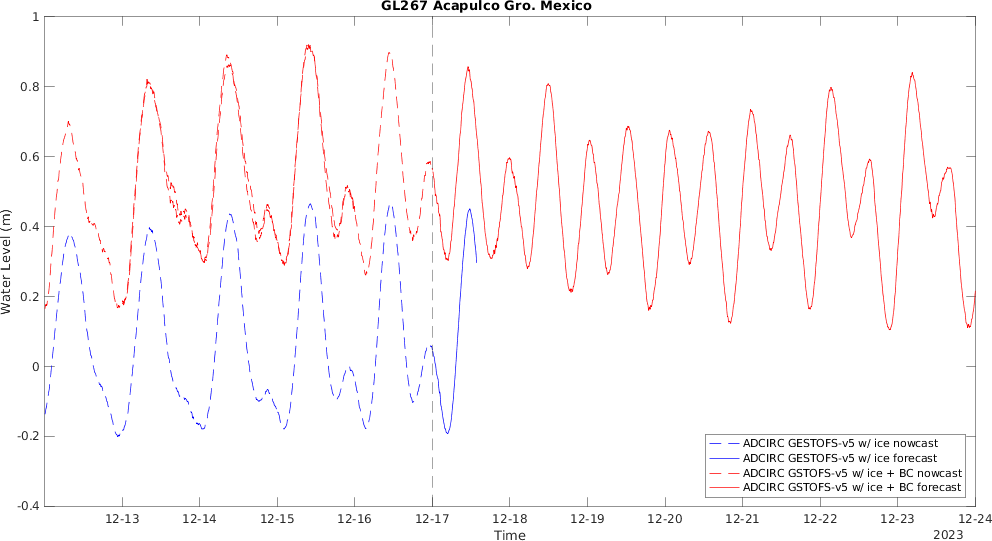 GL267 Acapulco Gro. Mexico
Water Level (m)
1
0.8
0.6
0.4
0.2
0
-0.2
-0.4
12-13 12-14 12-15 12-16 12-17 12-18 12-19 12-20 12-21 12-22 12-23 12-24
Time
2023
ADCIRC GESTOFS-v5 w/ ice nowcast
ADCIRC GESTOFS-v5 w/ ice forecast
ADCIRC GSTOFS-v5 w/ ice + BC nowcast
ADCIRC GSTOFS-v5 w/ ice + BC forecast